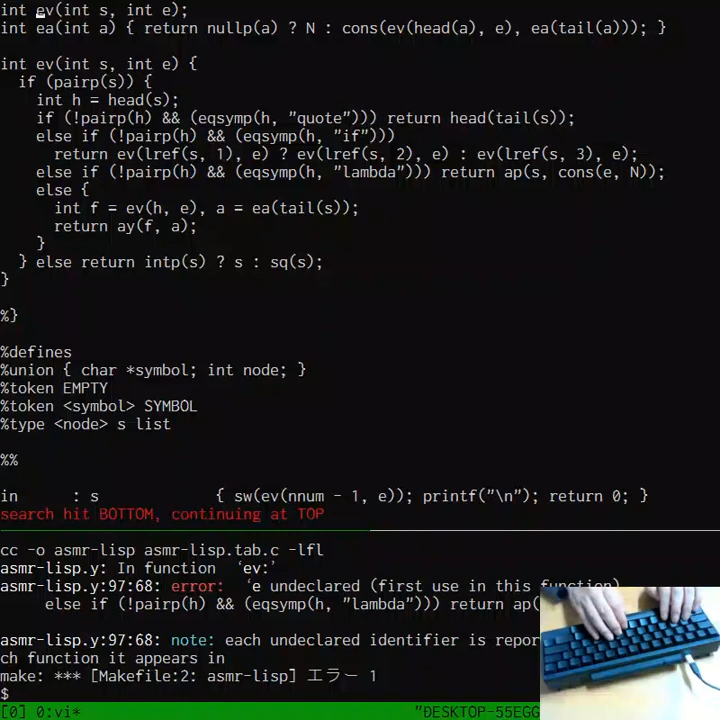 int ev(int s, int e);
int ea(int a) { return nullp(a) ? N : cons(ev(head(a), e), ea(tail(a))); }
int ev(int s, int e) {
if (pairp(s)) {
int h = head(s);
if (!pairp(h) && (eqsymp(h, "quote"))) return head(tail(s));
else if (!pairp(h) && (eqsymp(h, "if")))
return ev(lref(s, 1), e) ? ev(lref(s, 2), e) : ev(lref(s, 3), e);
else if (!pairp(h) && (eqsymp(h, "lambda"))) return ap(s, cons(e, N));
else {
int f = ev(h, e), a = ea(tail(s));
return ay(f, a);
}
} else return intp(s) ? s : sq(s);
}
%}
%defines
%union { char *symbol; int node; }
%token EMPTY
%token <symbol> SYMBOL
%type <node> s list
%%
in : s { sw(ev(nnum - 1, e)); printf("\n"); return 0; }
search hit BOTTOM, continuing at TOP
cc -o asmr-lisp asmr-lisp.tab.c -lfl
asmr-lisp.y: In function ‘ev:’
asmr-lisp.y:97:68: error: ‘e undeclared (first use in this function)
else if (!pairp(h) && (eqsymp(h, "lambda"))) return ap(
asmr-lisp.y:97:68: note: each undeclared identifier is repor
ch function it appears in
make: *** [Makefile:2: asmr-lisp] エラー 1
$
[0] 0:vi* "DESKTOP-55EGG